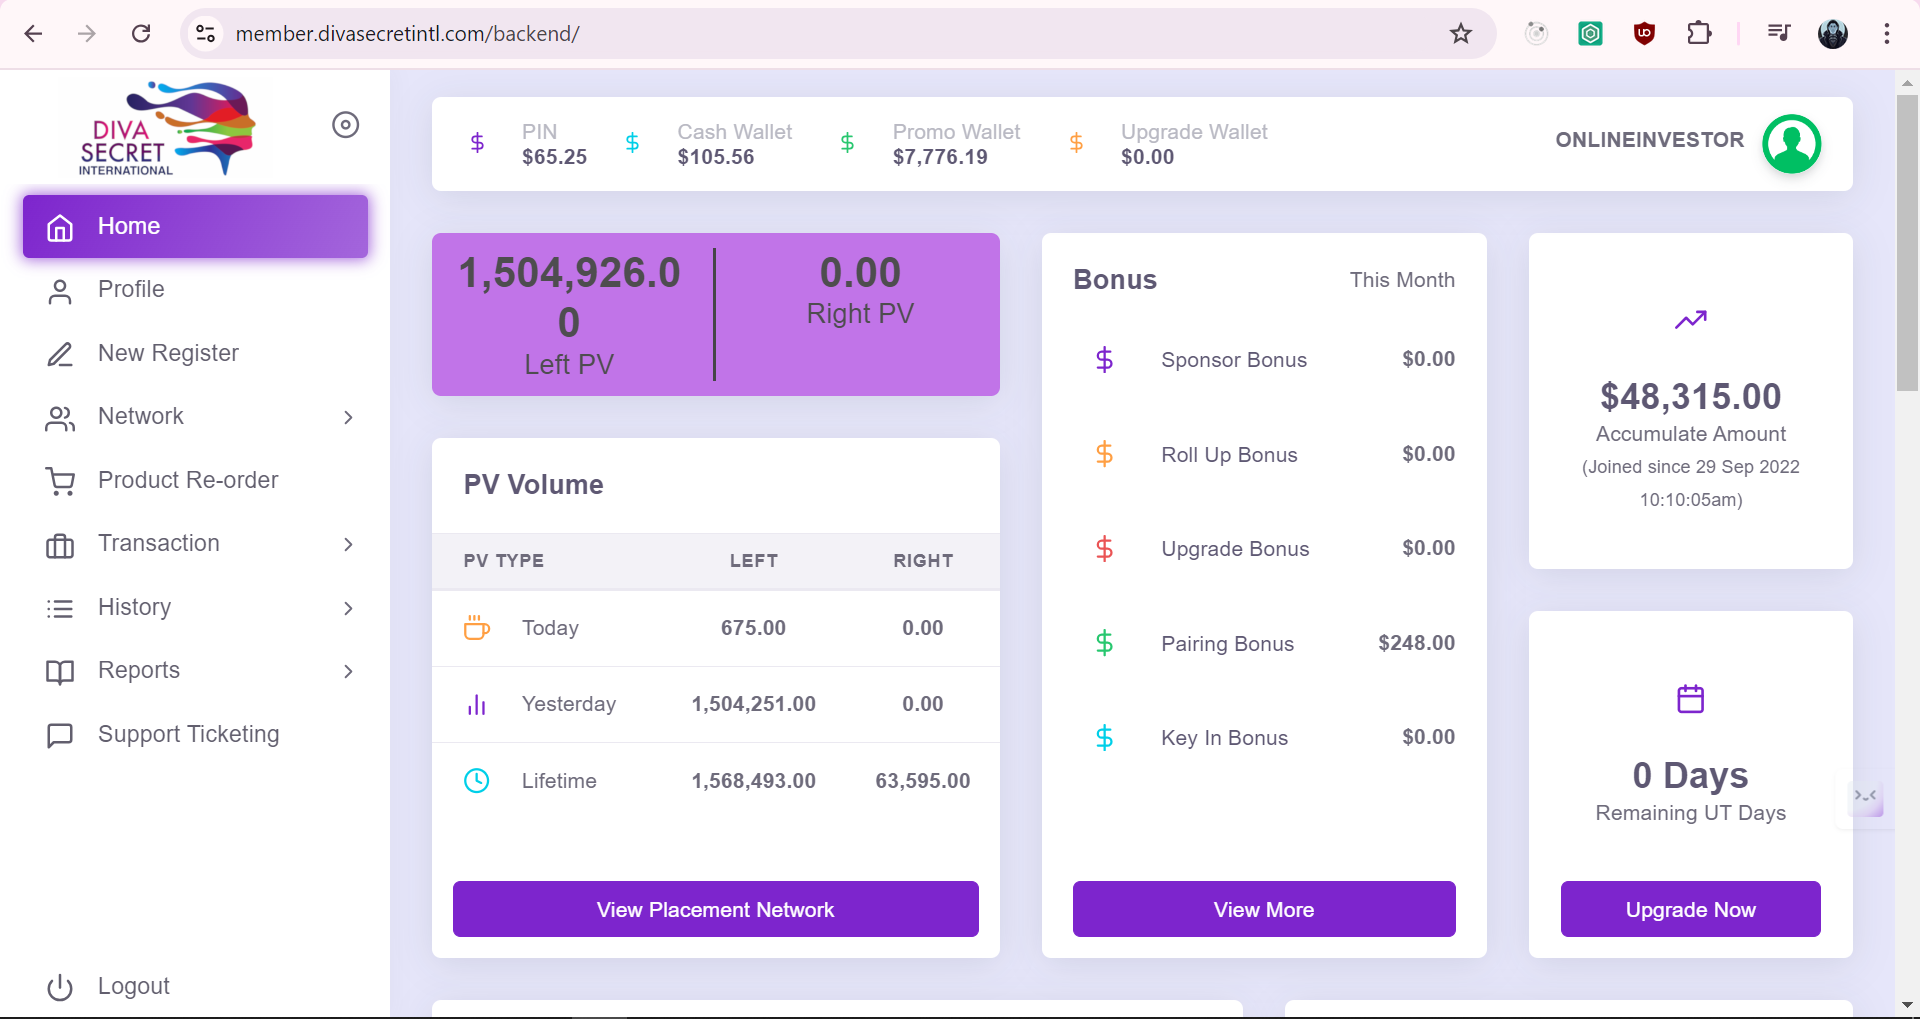 member.divasecretintl.com/backend/
DIVA
SECRET
INTERNATIONAL
Home
Profile
New Register
Network
Product Re-order
Transaction
History
Reports
Support Ticketing
Logout
PIN
$65.25
Cash Wallet
$105.56
Promo Wallet
$7,776.19
Upgrade Wallet
$0.00
ONLINEINVESTOR
1,504,926.0
0
Left PV
0.00
Right PV
PV Volume
PV TYPE LEFT RIGHT
Today 675.00 0.00
Yesterday 1,504,251.00 0.00
Lifetime 1,568,493.00 63,595.00
View Placement Network
Bonus This Month
$ Sponsor Bonus $0.00
$ Roll Up Bonus $0.00
$ Upgrade Bonus $0.00
$ Pairing Bonus $248.00
$ Key In Bonus $0.00
View More
$48,315.00
Accumulate Amount
(Joined since 29 Sep 2022
10:10:05am)
0 Days
Remaining UT Days
Upgrade Now